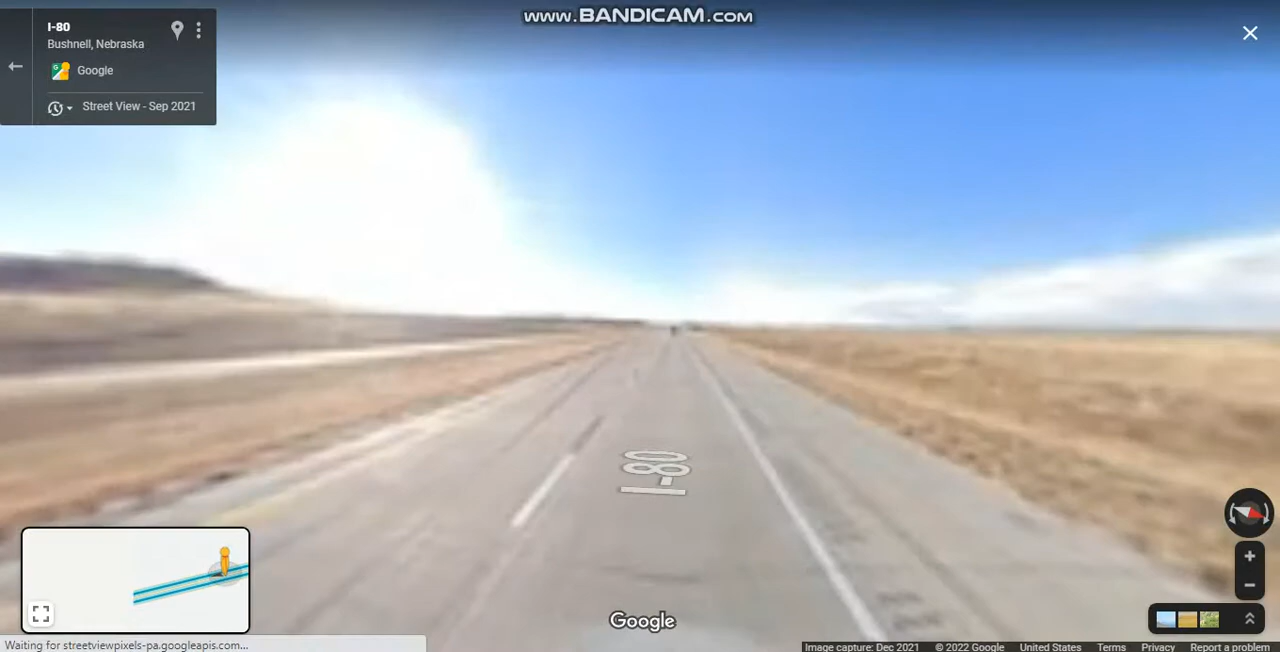 www.BANDICAM.com
I-80
Bushnell, Nebraska
Google
Street View - Sep 2021
I-80
Google
Waiting for streetviewpixels-pa.googleapis.com...
Image capture: Dec 2021 © 2022 Google United States Terms Privacy Report a problem